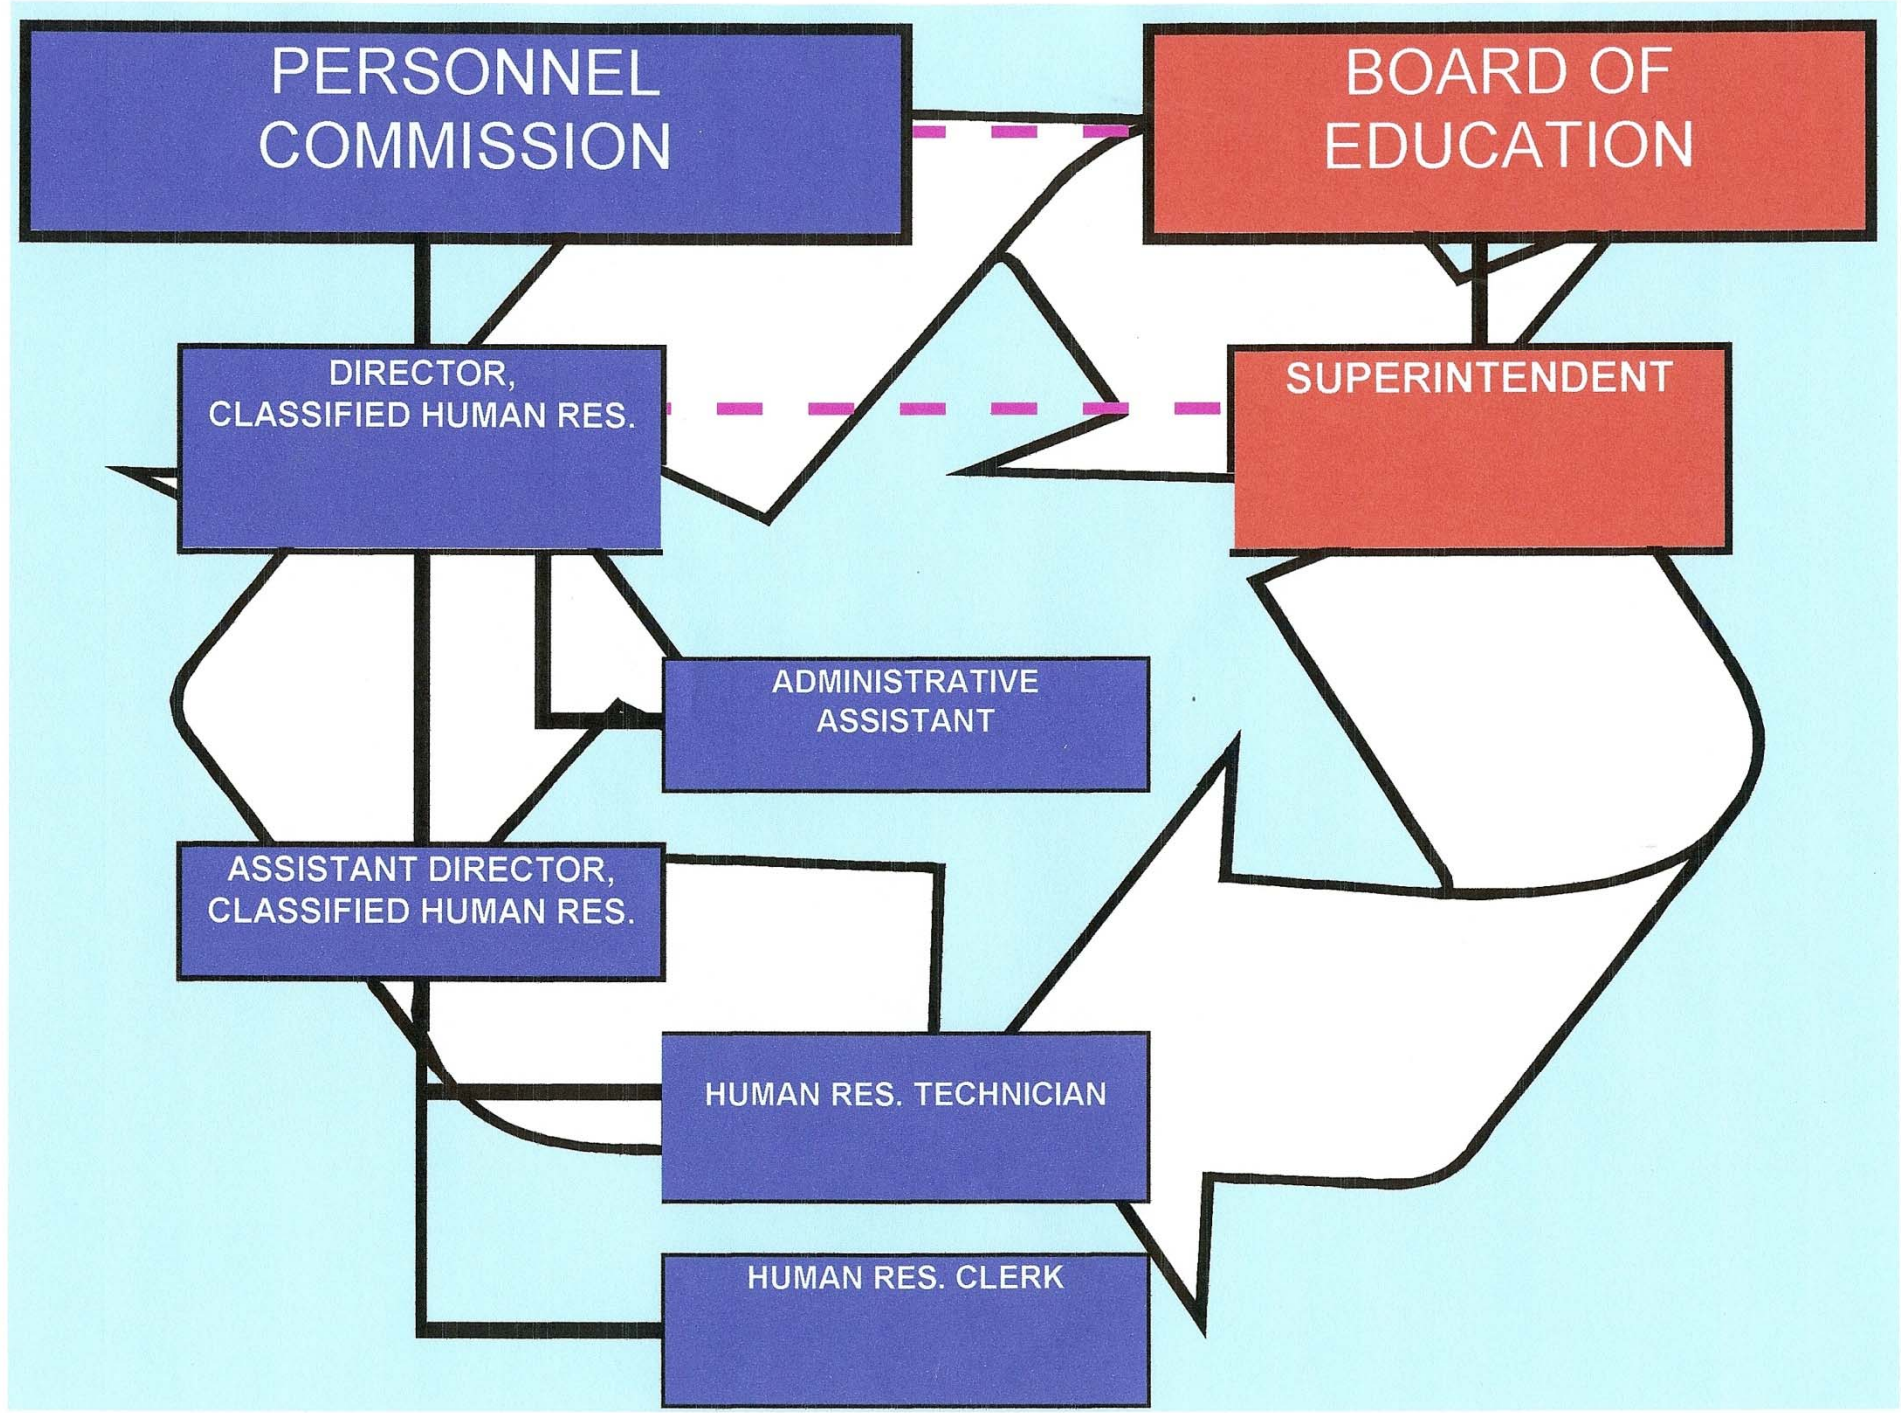 PERSONNEL
COMMISSION
BOARD OF
EDUCATION
DIRECTOR,
CLASSIFIED HUMAN RES.
SUPERINTENDENT
ADMINISTRATIVE
ASSISTANT
ASSISTANT DIRECTOR,
CLASSIFIED HUMAN RES.
HUMAN RES. TECHNICIAN
HUMAN RES. CLERK